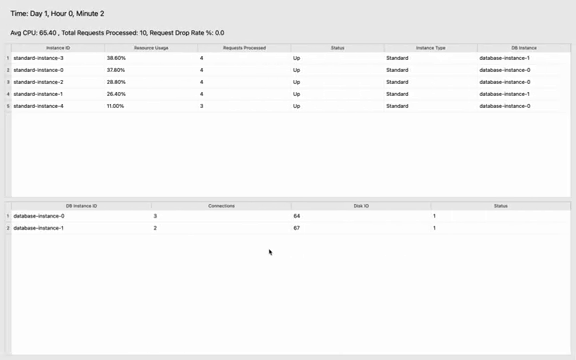 Time: Day 1, Hour 0, Minute 2
Avg CPU: 65.40 , Total Requests Processed: 10, Request Drop Rate %: 0.0
Instance ID Resource Usage Requests Processed Status Instance Type DB Instance
1 standard-instance-3 38.60% 4 Up Standard database-instance-1
2 standard-instance-0 37.80% 4 Up Standard database-instance-0
3 standard-instance-2 28.80% 4 Up Standard database-instance-0
4 standard-instance-1 26.40% 4 Up Standard database-instance-1
5 standard-instance-4 11.00% 3 Up Standard database-instance-0
DB Instance ID Connections Disk IO Status
1 database-instance-0 3 64 1
2 database-instance-1 2 67 1